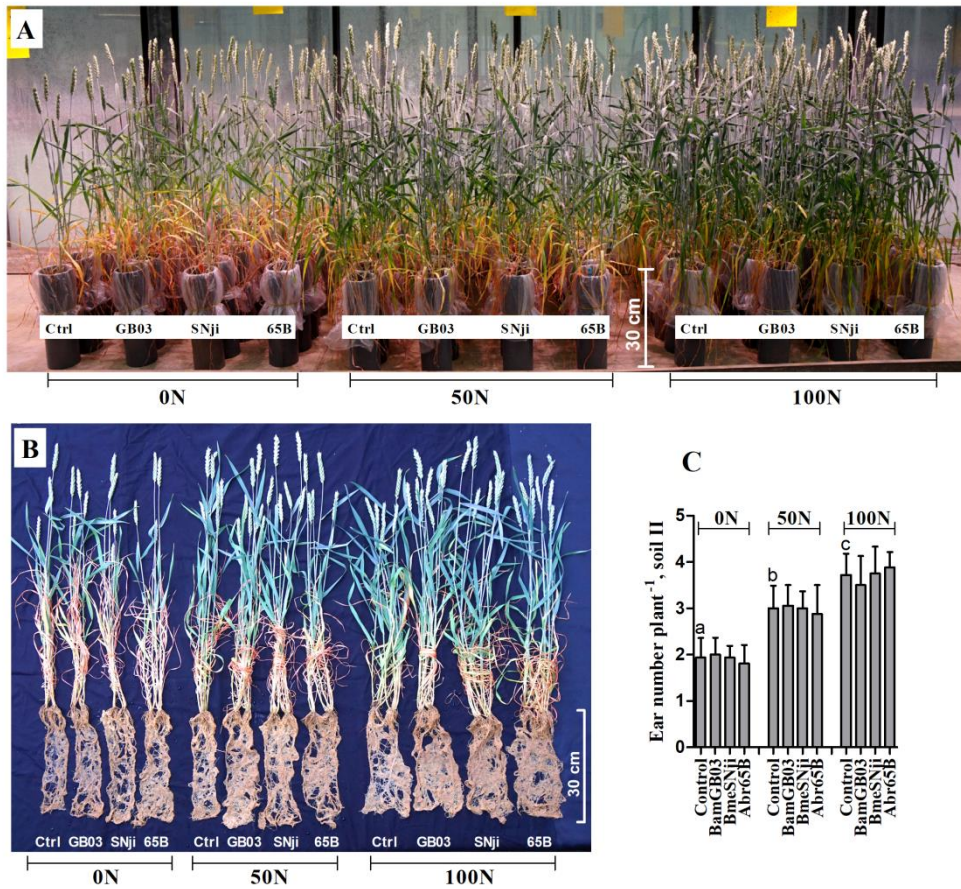 A
Ctrl GB03 SNji 65B Ctrl GB03 SNji 65B Ctrl GB03 SNji 65B
30 cm
0N 50N 100N
B
30 cm
Ctrl GB03 SNji 65B Ctrl GB03 SNji 65B Ctrl GB03 SNji 65B
0N 50N 100N
C
0N 50N 100N
Ear number plant⁻¹, soil II
5
4
3
2
1
0
a
b
c
Control
BamGB03
BmcSNji
Abr65B
Control
BamGB03
BmcSNji
Abr65B
Control
BamGB03
BmcSNji
Abr65B